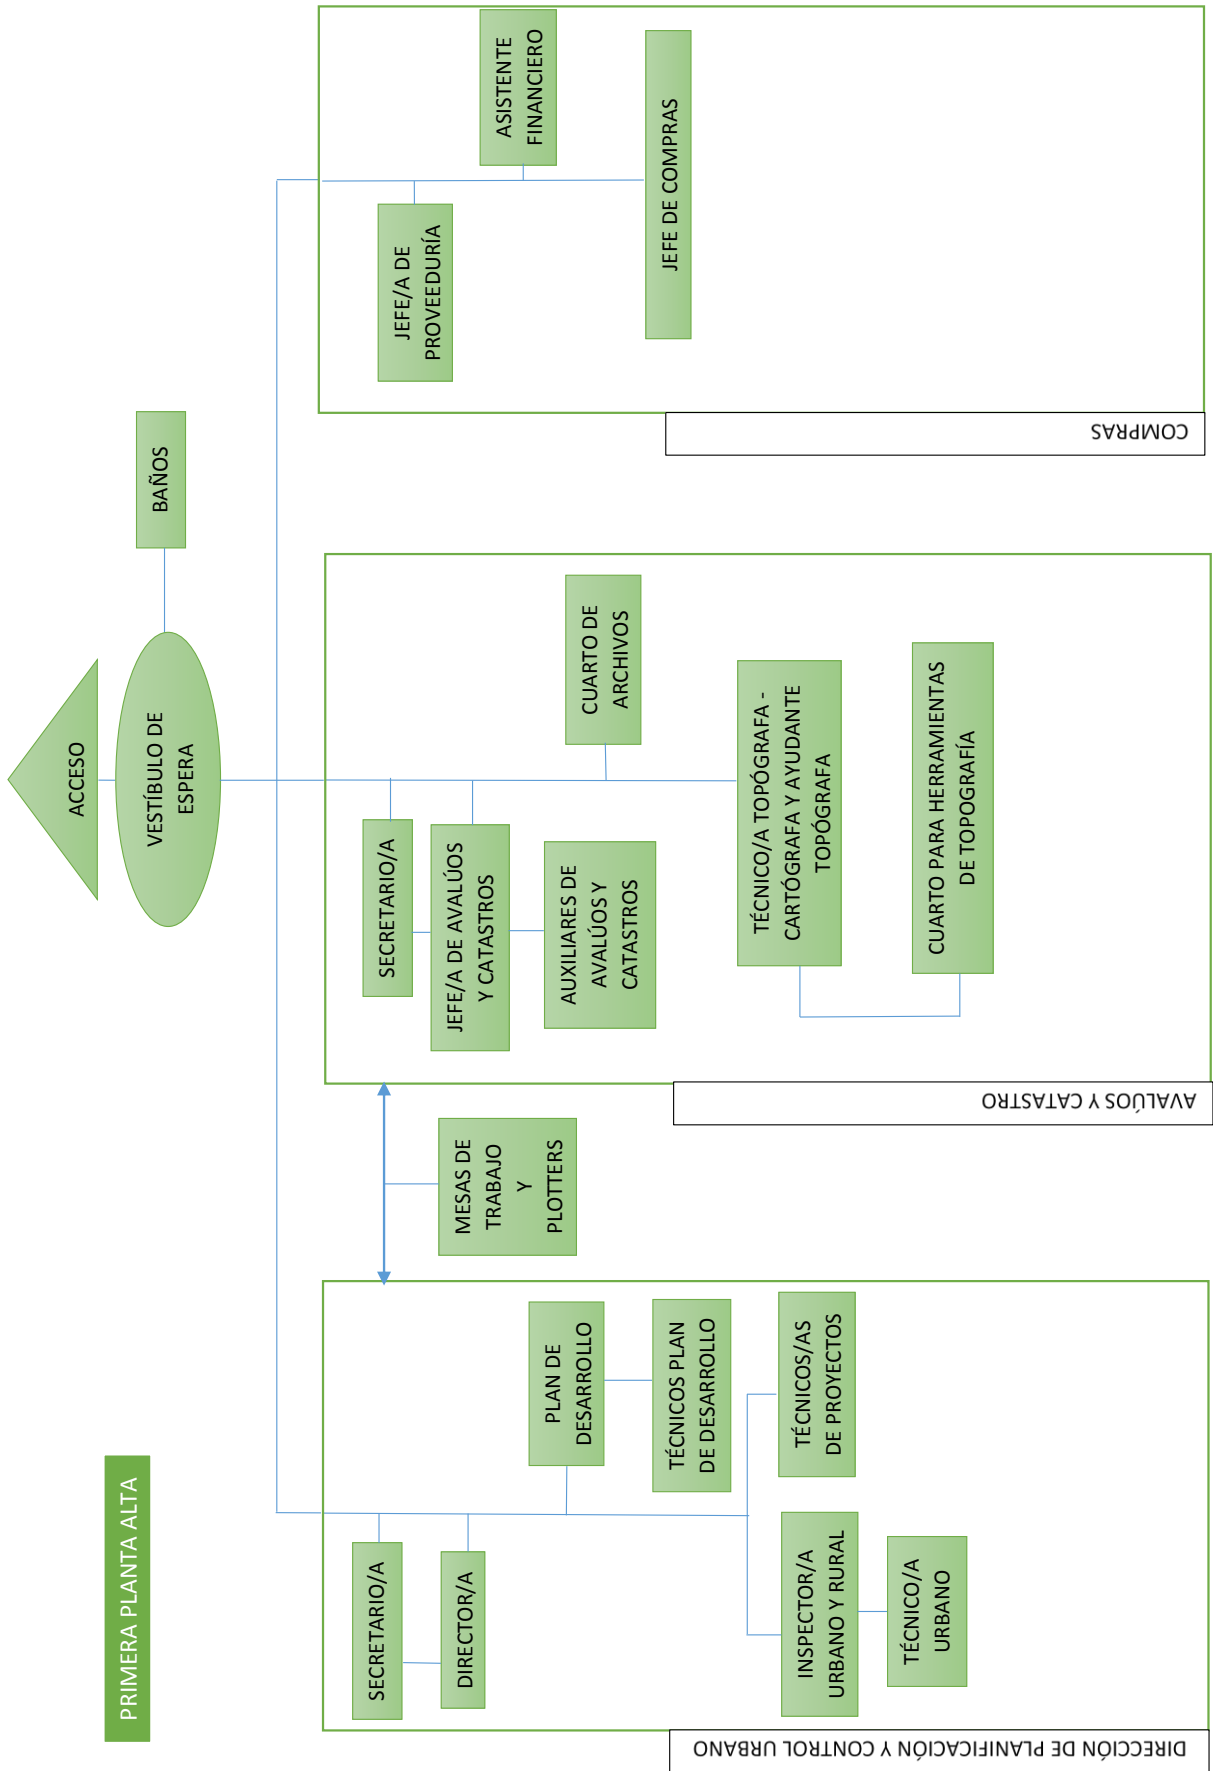 PRIMERA PLANTA ALTA
ACCESO
VESTÍBULO DE
ESPERA
BAÑOS
SECRETARIO/A
DIRECTOR/A
PLAN DE
DESARROLLO
TÉCNICOS PLAN
DE DESARROLLO
INSPECTOR/A
URBANO Y RURAL
TÉCNICOS/AS
DE PROYECTOS
TÉCNICO/A
URBANO
DIRECCIÓN DE PLANIFICACIÓN Y CONTROL URBANO
MESAS DE
TRABAJO
Y
PLOTTERS
SECRETARIO/A
JEFE/A DE AVALÚOS
Y CATASTROS
AUXILIARES DE
AVALÚOS Y
CATASTROS
CUARTO DE
ARCHIVOS
TÉCNICO/A TOPÓGRAFA -
CARTÓGRAFA Y AYUDANTE
TOPÓGRAFA
CUARTO PARA HERRAMIENTAS
DE TOPOGRAFÍA
AVALÚOS Y CATASTRO
JEFE/A DE
PROVEEDURÍA
ASISTENTE
FINANCIERO
JEFE DE COMPRAS
COMPRAS